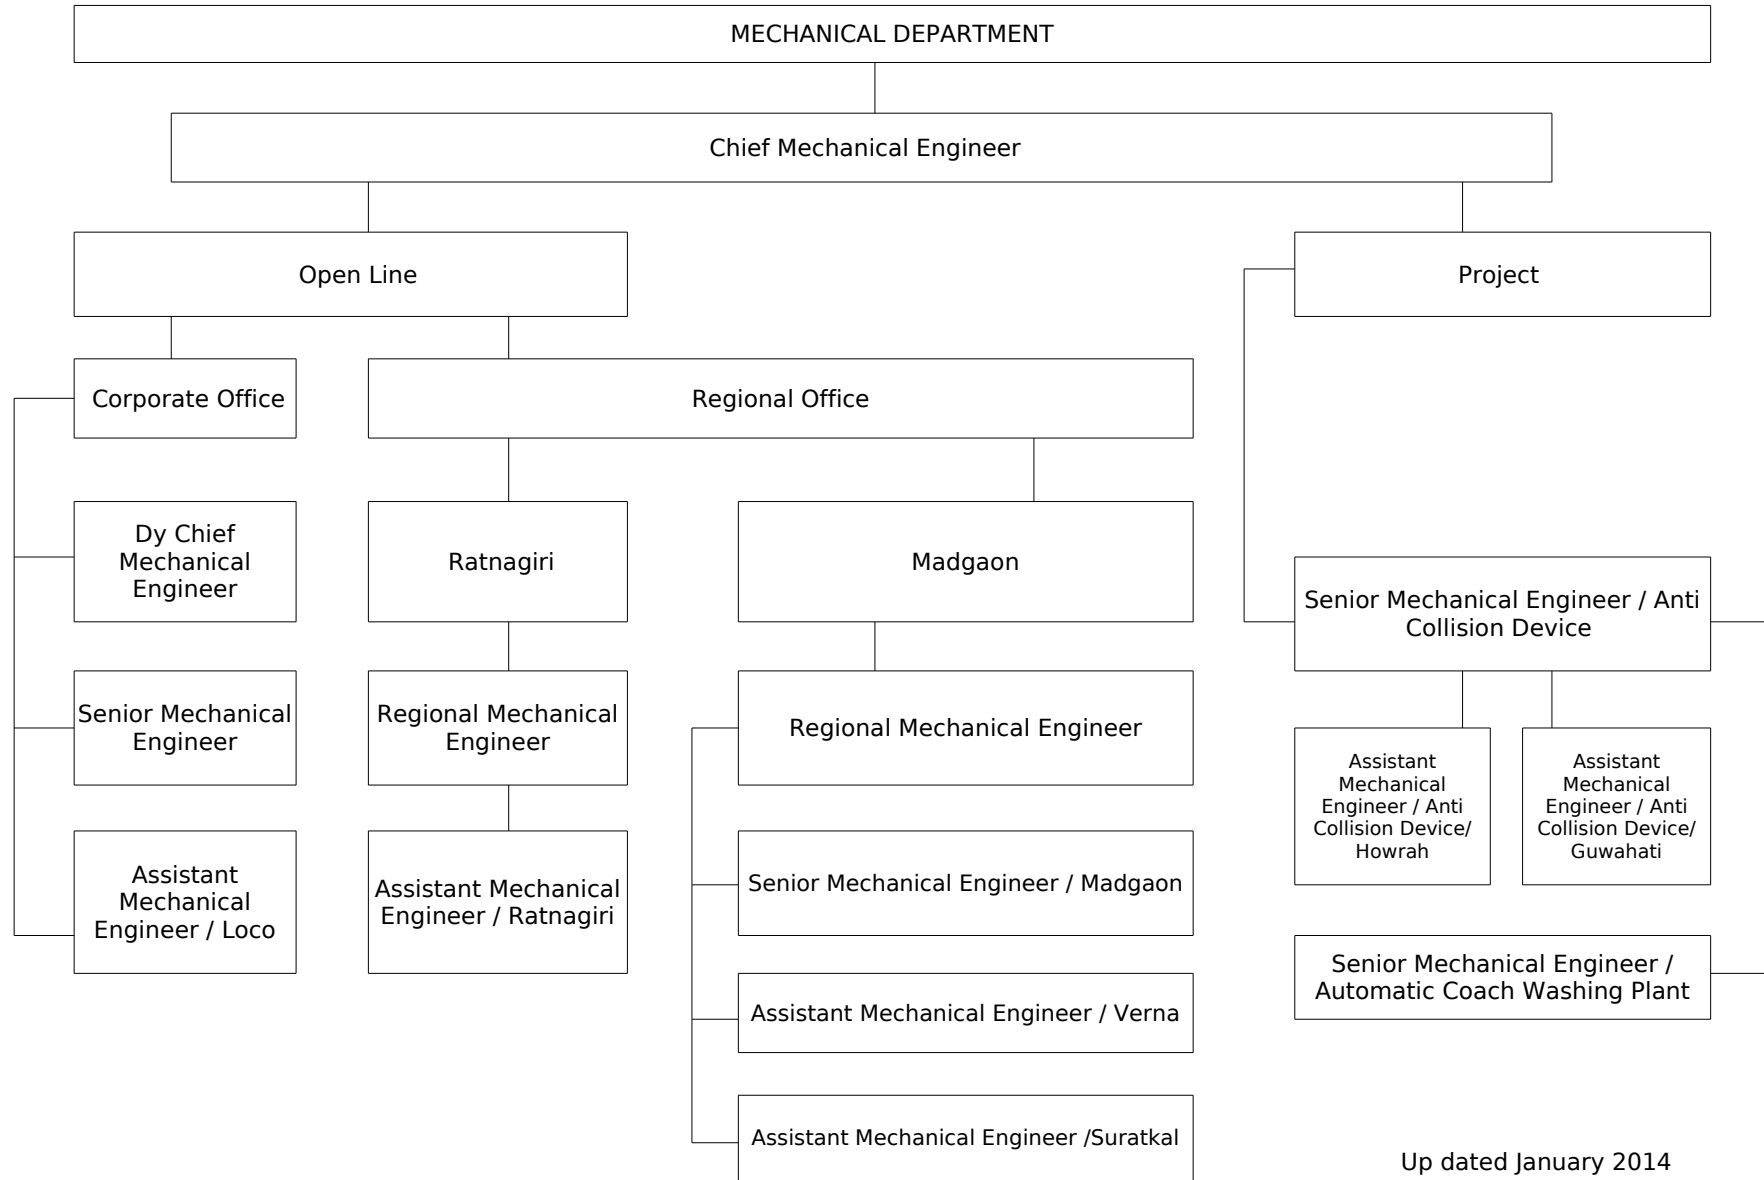 MECHANICAL DEPARTMENT
Chief Mechanical Engineer
Open Line
Project
Corporate Office
Regional Office
Dy Chief
Mechanical
Engineer
Ratnagiri
Madgaon
Senior Mechanical Engineer / Anti
Collision Device
Senior Mechanical
Engineer
Regional Mechanical
Engineer
Regional Mechanical Engineer
Assistant
Mechanical
Engineer / Anti
Collision Device/
Howrah
Assistant
Mechanical
Engineer / Anti
Collision Device/
Guwahati
Assistant
Mechanical
Engineer / Loco
Assistant Mechanical
Engineer / Ratnagiri
Senior Mechanical Engineer / Madgaon
Senior Mechanical Engineer /
Automatic Coach Washing Plant
Assistant Mechanical Engineer / Verna
Assistant Mechanical Engineer /Suratkal
Up dated January 2014